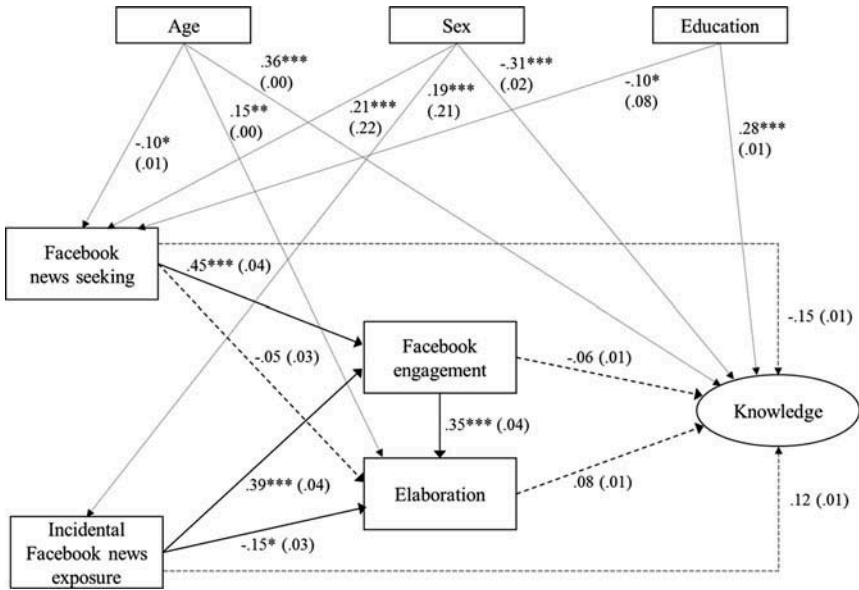 Age
Sex
Education
.36***
(.00)
-.31***
(.02)
.15**
(.00)
.21***
(.22)
.19***
(.21)
-.10*
(.08)
-.10*
(.01)
.28***
(.01)
Facebook
news seeking
.45*** (.04)
-.15 (.01)
-.05 (.03)
Facebook
engagement
-.06 (.01)
Knowledge
.35*** (.04)
.39*** (.04)
Elaboration
.08 (.01)
.12 (.01)
Incidental
Facebook news
exposure
-.15* (.03)